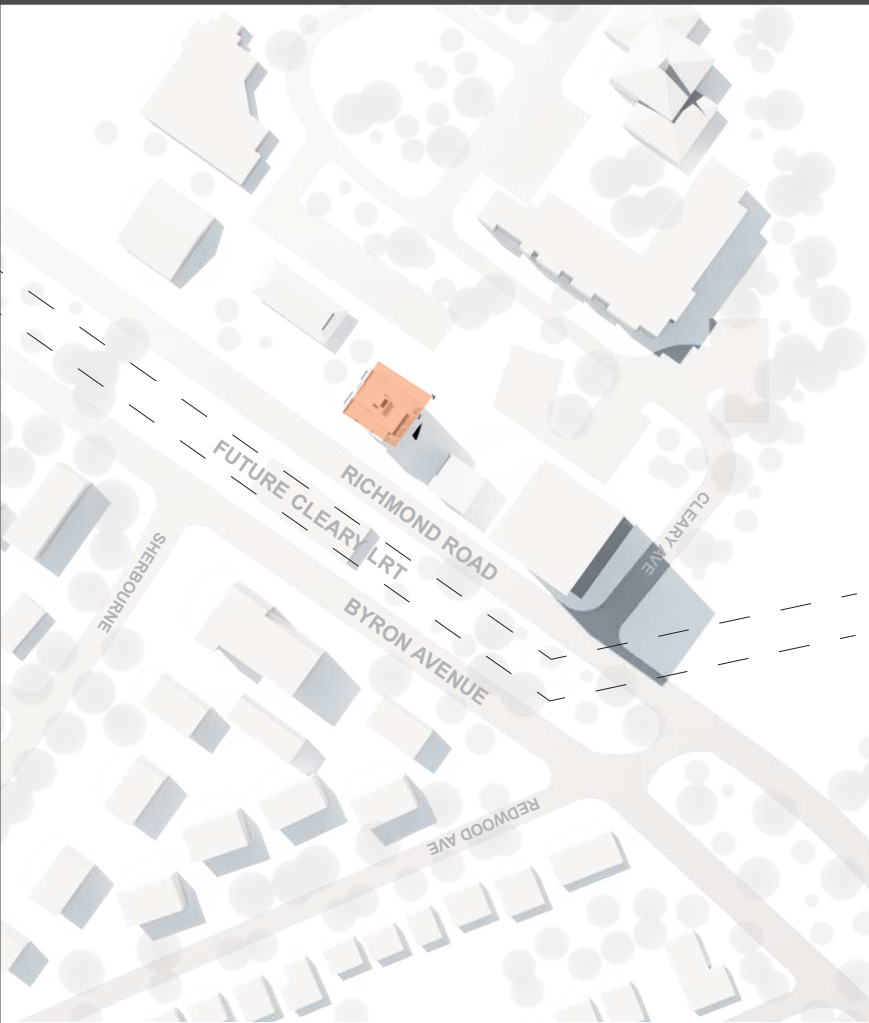 FUTURE CLEARY LRT
RICHMOND ROAD
CLEARY AVE
SHERBOURNE
BYRON AVENUE
REDWOOD AVE